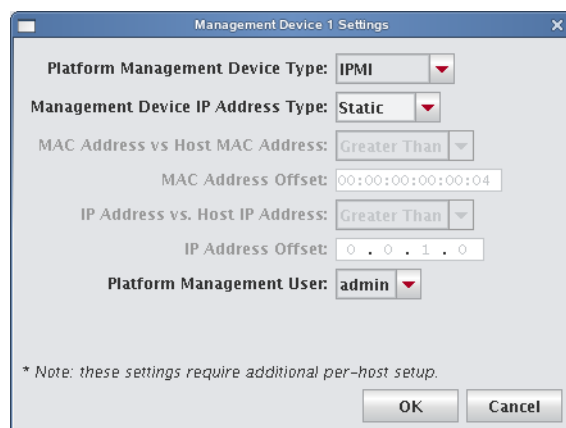 Management Device 1 Settings
Platform Management Device Type: IPMI
Management Device IP Address Type: Static
MAC Address vs Host MAC Address: Greater Than
MAC Address Offset: 00:00:00:00:00:04
IP Address vs. Host IP Address: Greater Than
IP Address Offset: 0 . 0 . 1 . 0
Platform Management User: admin
* Note: these settings require additional per-host setup.
OK Cancel